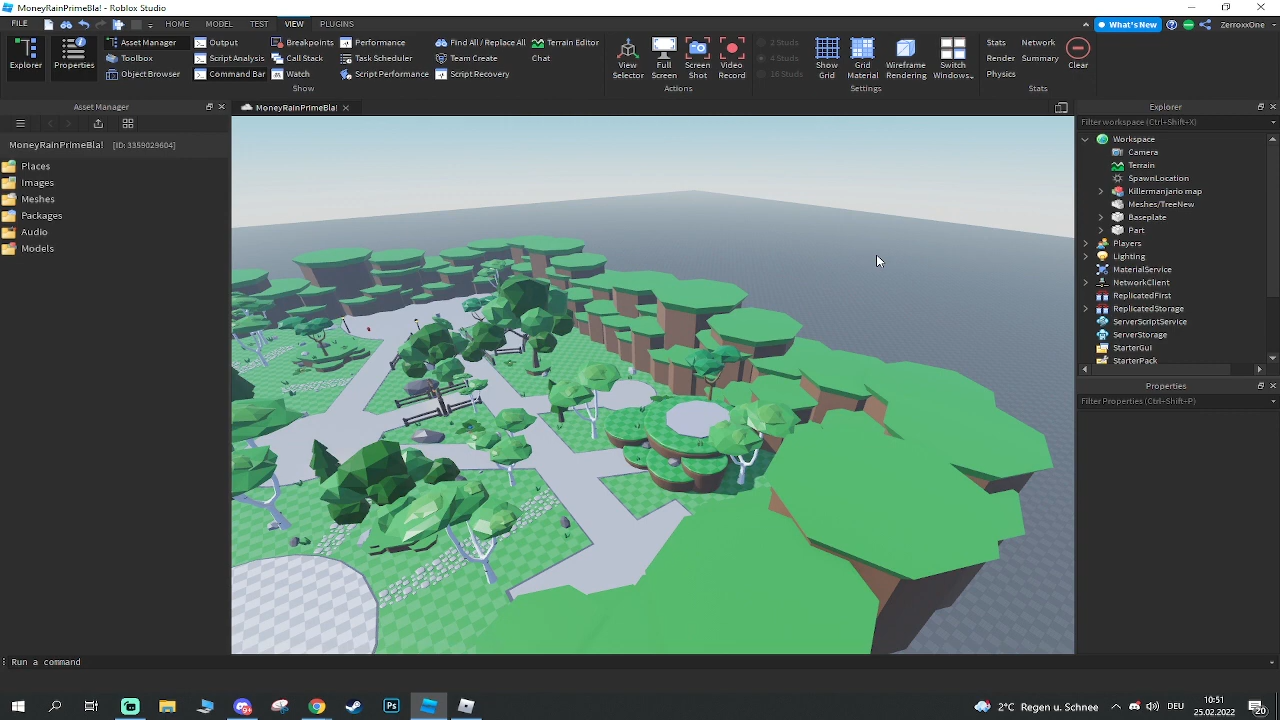 MoneyRainPrimeBla! - Roblox Studio
FILE HOME MODEL TEST VIEW PLUGINS What's New ZeroxxOne
Explorer
Properties
Asset Manager
Toolbox
Object Browser
Output
Script Analysis
Command Bar
Breakpoints
Call Stack
Watch
Performance
Task Scheduler
Script Performance
Find All / Replace All
Team Create
Script Recovery
Terrain Editor
Chat
Show
View Selector
Full Screen
Screen Shot
Video Record
Actions
2 Studs
4 Studs
16 Studs
Show Grid
Grid Material
Wireframe Rendering
Switch Windows
Settings
Stats
Render
Physics
Network
Summary
Clear
Stats
Asset Manager
MoneyRainPrimeBla! [ID: 3359029604]
Places
Images
Meshes
Packages
Audio
Models
MoneyRainPrimeBla!
Explorer
Filter workspace (Ctrl+Shift+X)
Workspace
Camera
Terrain
SpawnLocation
Killermanjario map
Meshes/TreeNew
Baseplate
Part
Players
Lighting
MaterialService
NetworkClient
ReplicatedFirst
ReplicatedStorage
ServerScriptService
ServerStorage
StarterGui
StarterPack
Properties
Filter Properties (Ctrl+Shift+P)
Run a command
Ps
2°C Regen u. Schnee DEU 10:51
25.02.2022
20